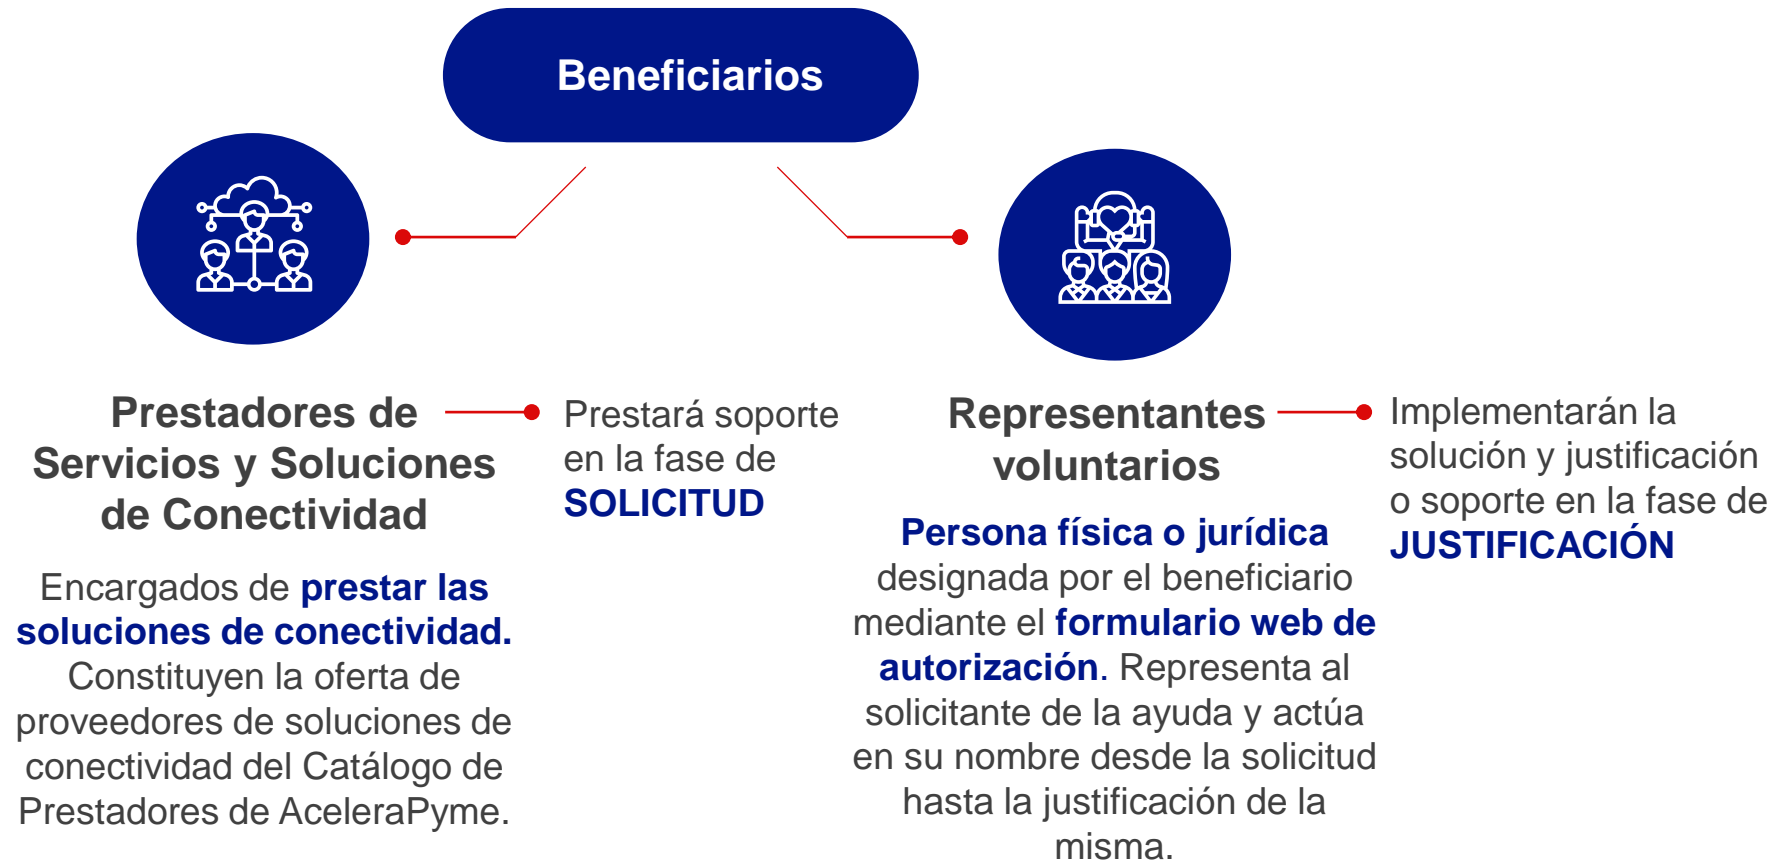 Beneficiarios
Prestadores de
Servicios y Soluciones
de Conectividad
Encargados de prestar las
soluciones de conectividad.
Constituyen la oferta de
proveedores de soluciones de
conectividad del Catálogo de
Prestadores de AceleraPyme.
Prestará soporte
en la fase de
SOLICITUD
Representantes
voluntarios
Persona física o jurídica
designada por el beneficiario
mediante el formulario web de
autorización. Representa al
solicitante de la ayuda y actúa
en su nombre desde la solicitud
hasta la justificación de la
misma.
Implementarán la
solución y justificación
o soporte en la fase de
JUSTIFICACIÓN